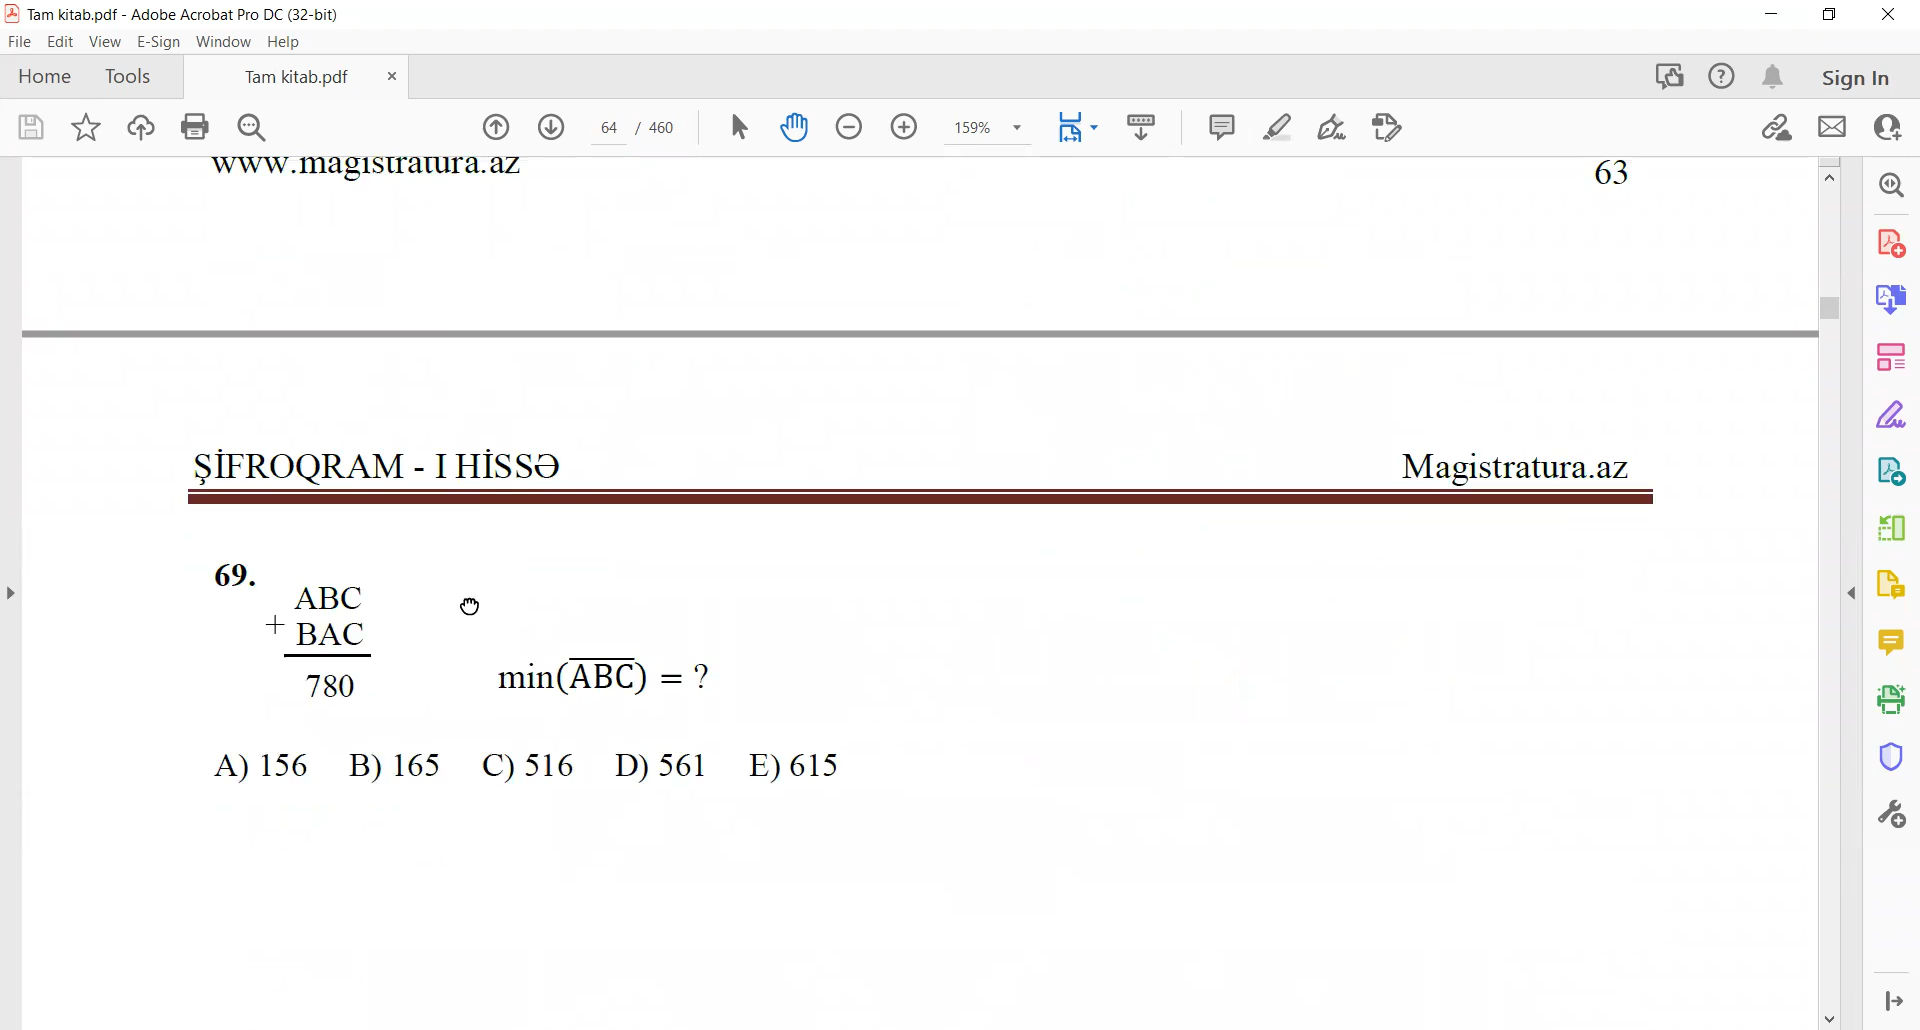 Tam kitab.pdf - Adobe Acrobat Pro DC (32-bit)
File Edit View E-Sign Window Help
Home Tools Tam kitab.pdf × Sign In
64 / 460 159%
www.magistratura.az 63
ŞİFROQRAM - I HİSSƏ Magistratura.az
69.
ABC
+ BAC
780
min(A̅B̅C̅) = ?
A) 156 B) 165 C) 516 D) 561 E) 615